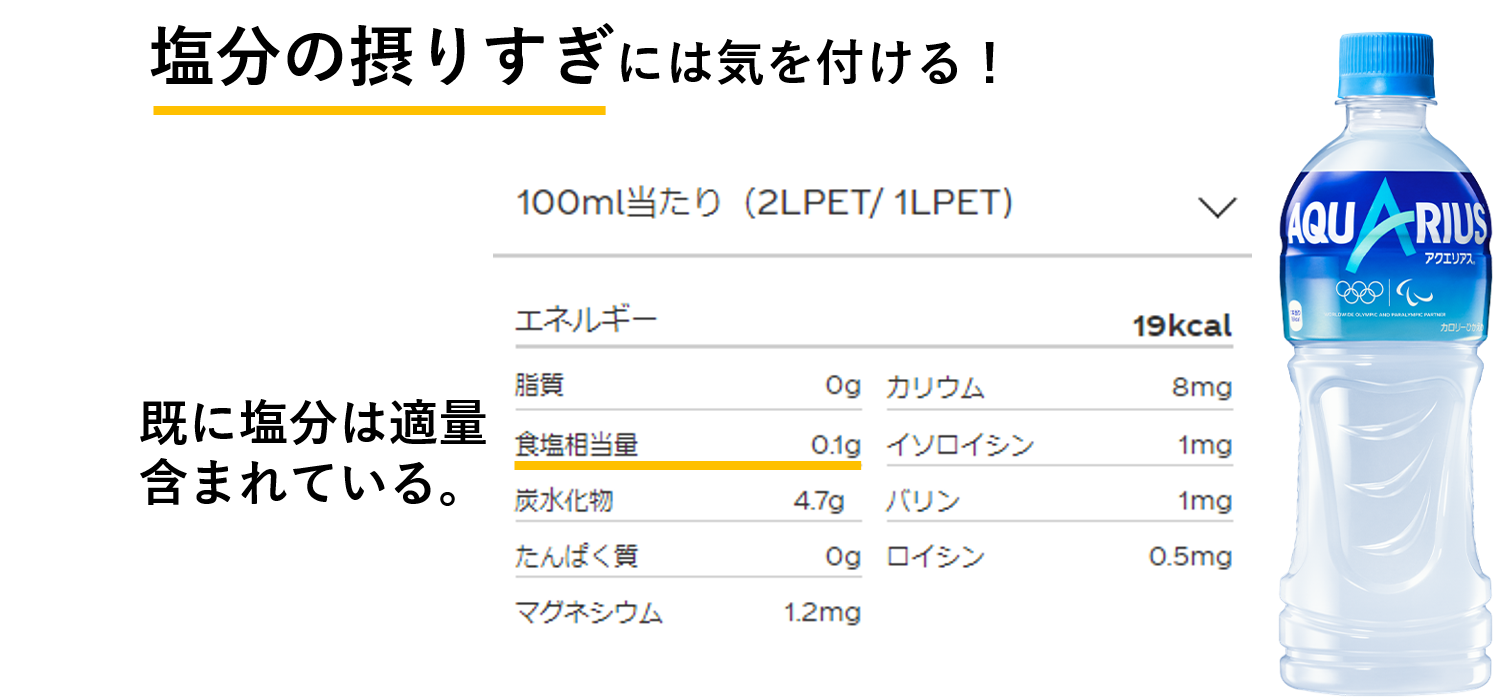 塩分の摂りすぎには気を付ける！
100ml当たり（2LPET/ 1LPET）
エネルギー 19kcal
脂質 0g カリウム 8mg
既に塩分は適量
含まれている。
食塩相当量 0.1g イソロイシン 1mg
炭水化物 4.7g バリン 1mg
たんぱく質 0g ロイシン 0.5mg
マグネシウム 1.2mg
AQUARIUS
アクエリアス
WORLDWIDE OLYMPIC AND PARALYMPIC PARTNER